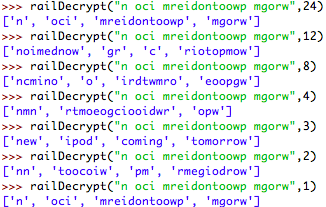 >>> railDecrypt("n oci mreidontoowp mgorw",24)
['n', 'oci', 'mreidontoowp', 'mgorw']
>>> railDecrypt("n oci mreidontoowp mgorw",12)
['noimednow', 'gr', 'c', 'riotopmow']
>>> railDecrypt("n oci mreidontoowp mgorw",8)
['ncmino', 'o', 'irdtwmro', 'eoopgw']
>>> railDecrypt("n oci mreidontoowp mgorw",4)
['nmn', 'rtmoeogciooidwr', 'opw']
>>> railDecrypt("n oci mreidontoowp mgorw",3)
['new', 'ipod', 'coming', 'tomorrow']
>>> railDecrypt("n oci mreidontoowp mgorw",2)
['nn', 'toocoiw', 'pm', 'rmegiodrow']
>>> railDecrypt("n oci mreidontoowp mgorw",1)
['n', 'oci', 'mreidontoowp', 'mgorw']